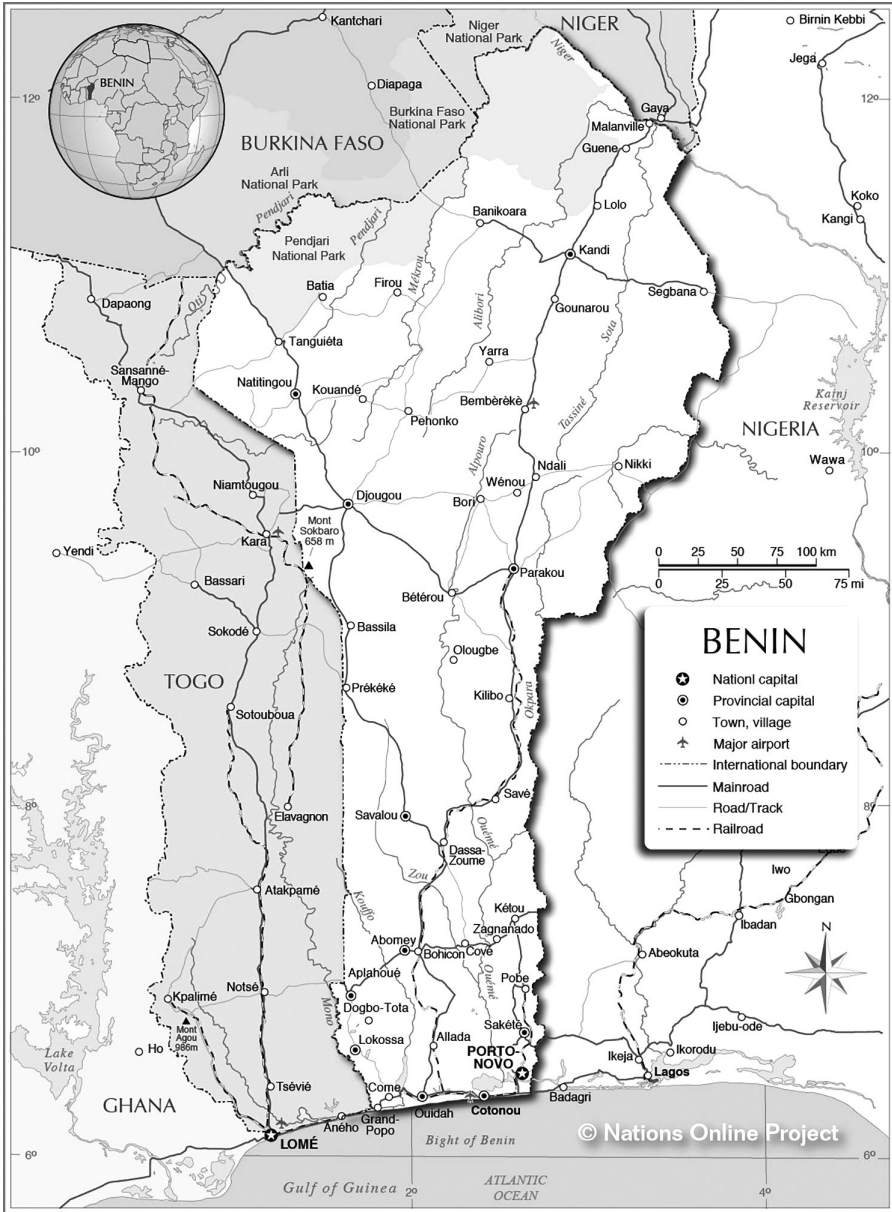 Kantchari
Niger
National Park
NIGER
Birnin Kebbi
Jega
BENIN
Diapaga
Niger
12°
12°
Burkina Faso
National Park
Gaya
Malanville
Guene
BURKINA FASO
Arli
National Park
Pendjari
Pendjari
Koko
Kangi
Lolo
Banikoara
Pendjari
National Park
Kandi
Mékrou
Batia
Firou
Segbana
Dapaong
Oti
Gounarou
Alibori
Sota
Tanguiéta
Yarra
Sansanné-
Mango
Natitingou
Kouandé
Bembèrèkè
Kainj
Reservoir
Pehonko
Tassiné
NIGERIA
10°
10°
Alpouro
Wawa
Ndali
Nikki
Niamtougou
Wénou
Djougou
Bori
Mont
Sokbaro
658 m
Kara
Yendi
0 25 50 75 100 km
0 25 50 75 mi
Parakou
Bassari
Bétérou
Bassila
Sokodé
Olougbe
BENIN
TOGO
Prékéké
Kilibo
Okpara
Nationl capital
Provincial capital
Town, village
Major airport
International boundary
Mainroad
Road/Track
Railroad
Sotouboua
Elavagnon
Savé
8°
8°
Savalou
Ouémé
Dassa-
Zoume
Zou
Iwo
Atakpamé
Kouffo
Gbongan
Kétou
Ibadan
Zagnanado
N
Abomey
Bohicon
Cové
Abeokuta
Aplahoué
Ouémé
Pobe
Notsé
Kpalimé
Mono
Dogbo-Tota
Mont
Agou
986m
Sakété
Ijebu-ode
Lokossa
Allada
Lake
Volta
Ho
PORTO-
NOVO
Ikeja
Ikorodu
Lagos
Tsévié
Come
GHANA
Badagri
Aného
Grand-
Popo
Ouidah
Cotonou
LOMÉ
Bight of Benin
© Nations Online Project
6°
6°
Gulf of Guinea
ATLANTIC
OCEAN
2°
4°